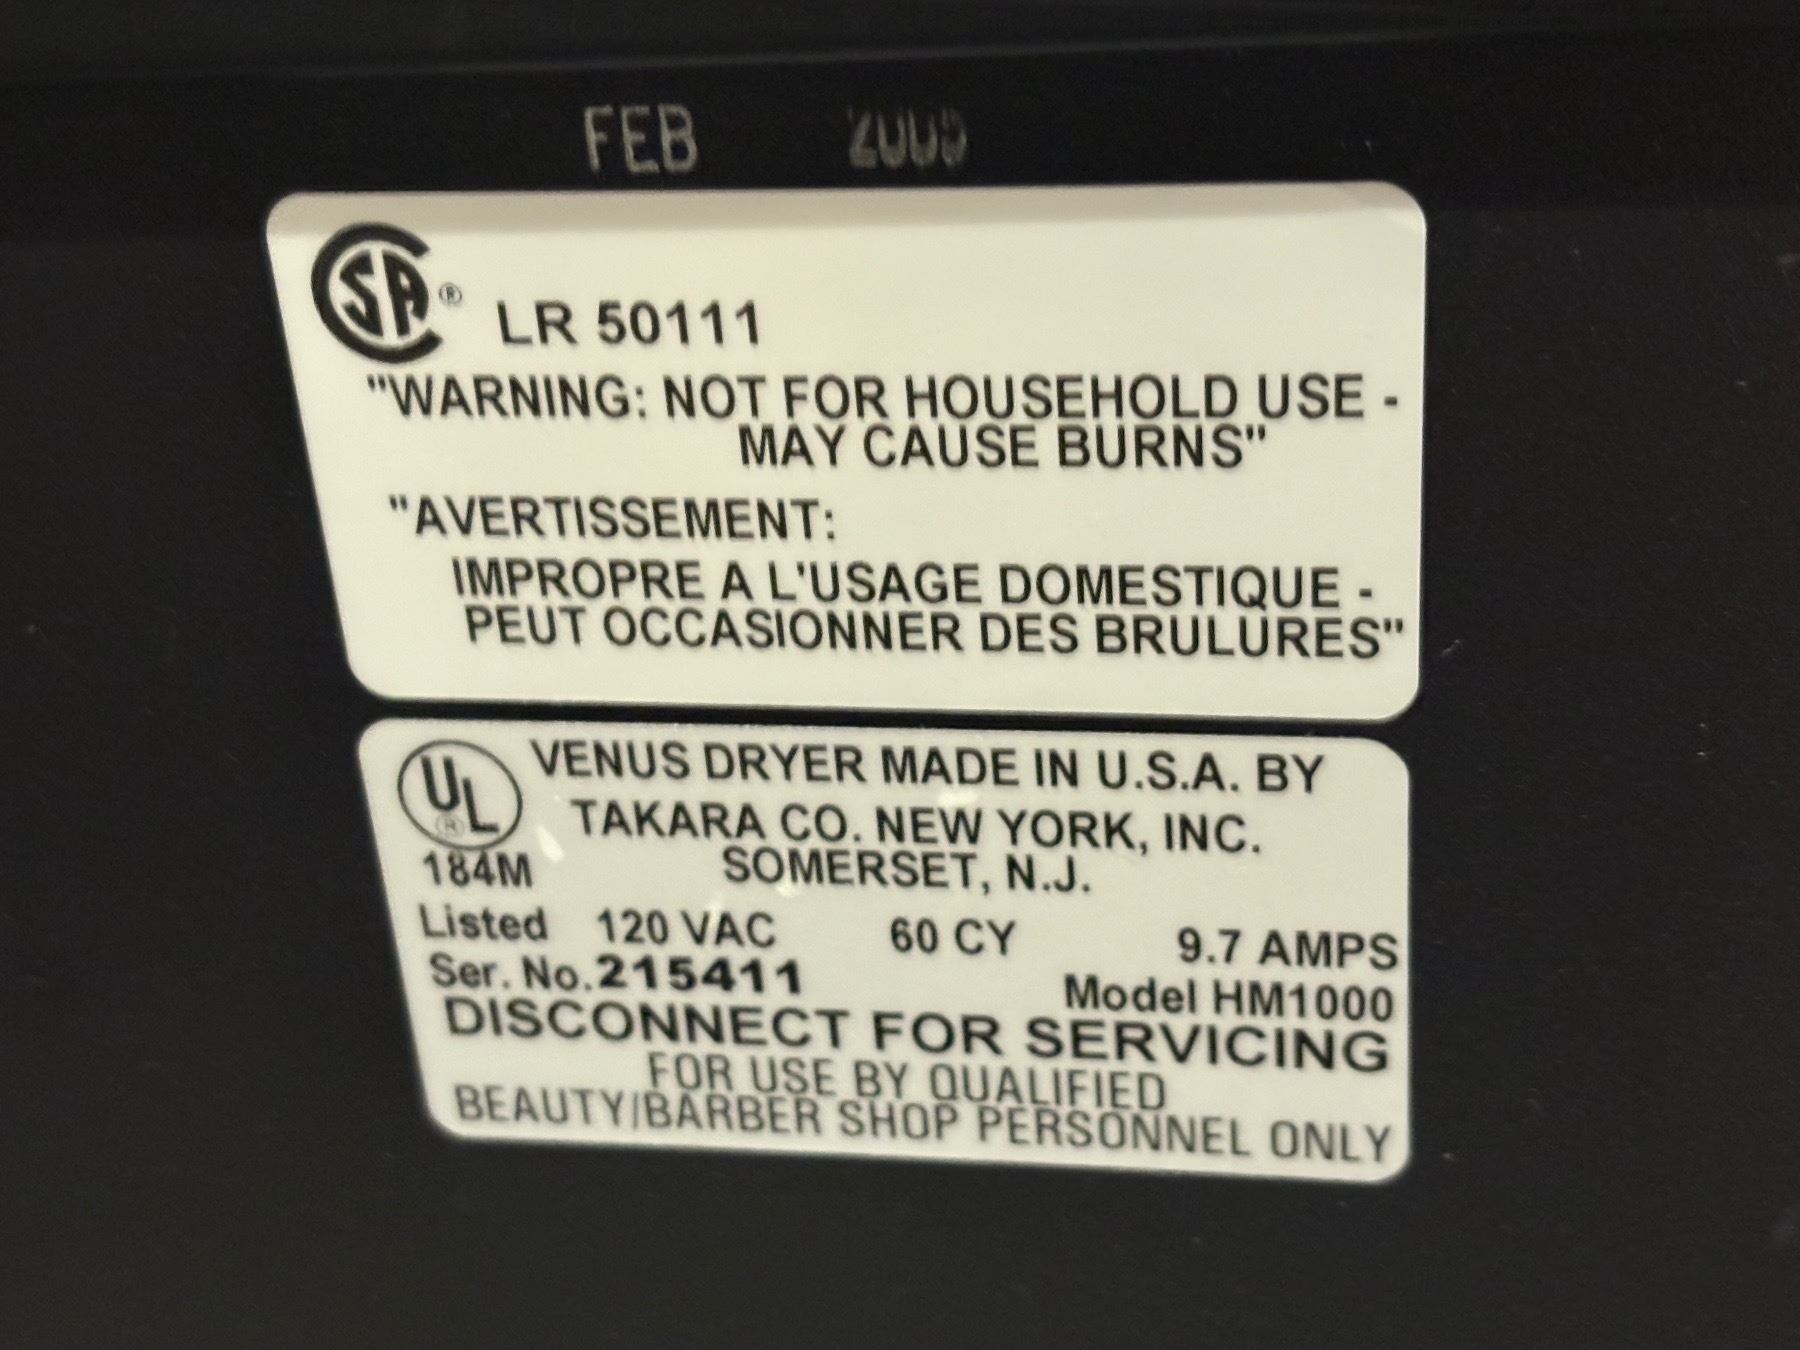 FEB
CSA ® LR 50111
"WARNING: NOT FOR HOUSEHOLD USE -
MAY CAUSE BURNS"
"AVERTISSEMENT:
IMPROPRE A L'USAGE DOMESTIQUE -
PEUT OCCASIONNER DES BRULURES"
UL ® VENUS DRYER MADE IN U.S.A. BY
TAKARA CO. NEW YORK, INC.
184M SOMERSET, N.J.
Listed 120 VAC 60 CY 9.7 AMPS
Ser. No. 215411 Model HM1000
DISCONNECT FOR SERVICING
FOR USE BY QUALIFIED
BEAUTY/BARBER SHOP PERSONNEL ONLY